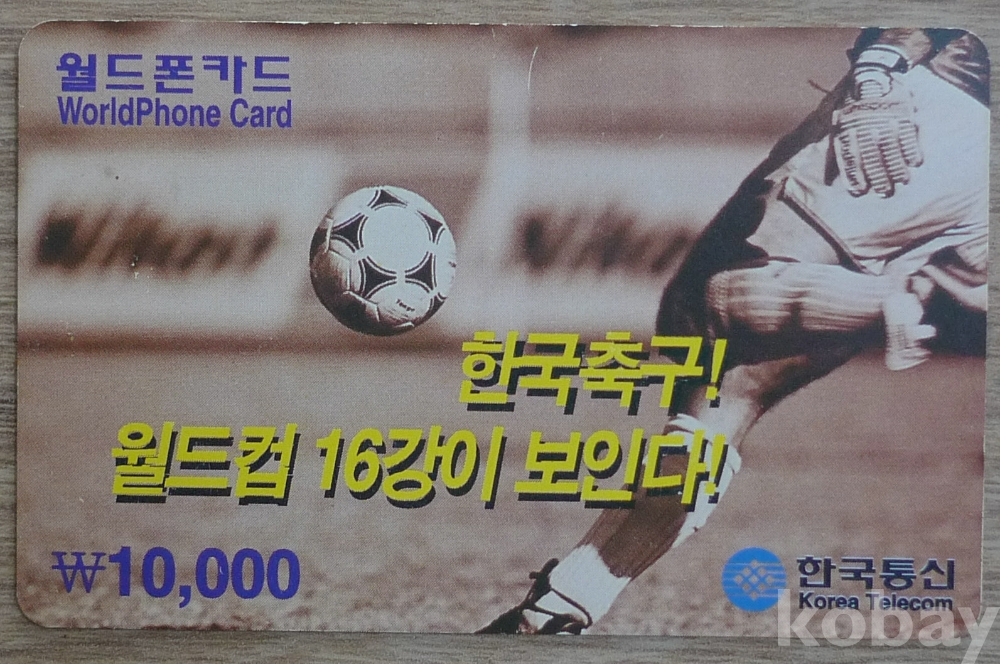 월드폰카드
WorldPhone Card
한국축구!
월드컵 16강이 보인다!
₩10,000
한국통신
Korea Telecom
kobay